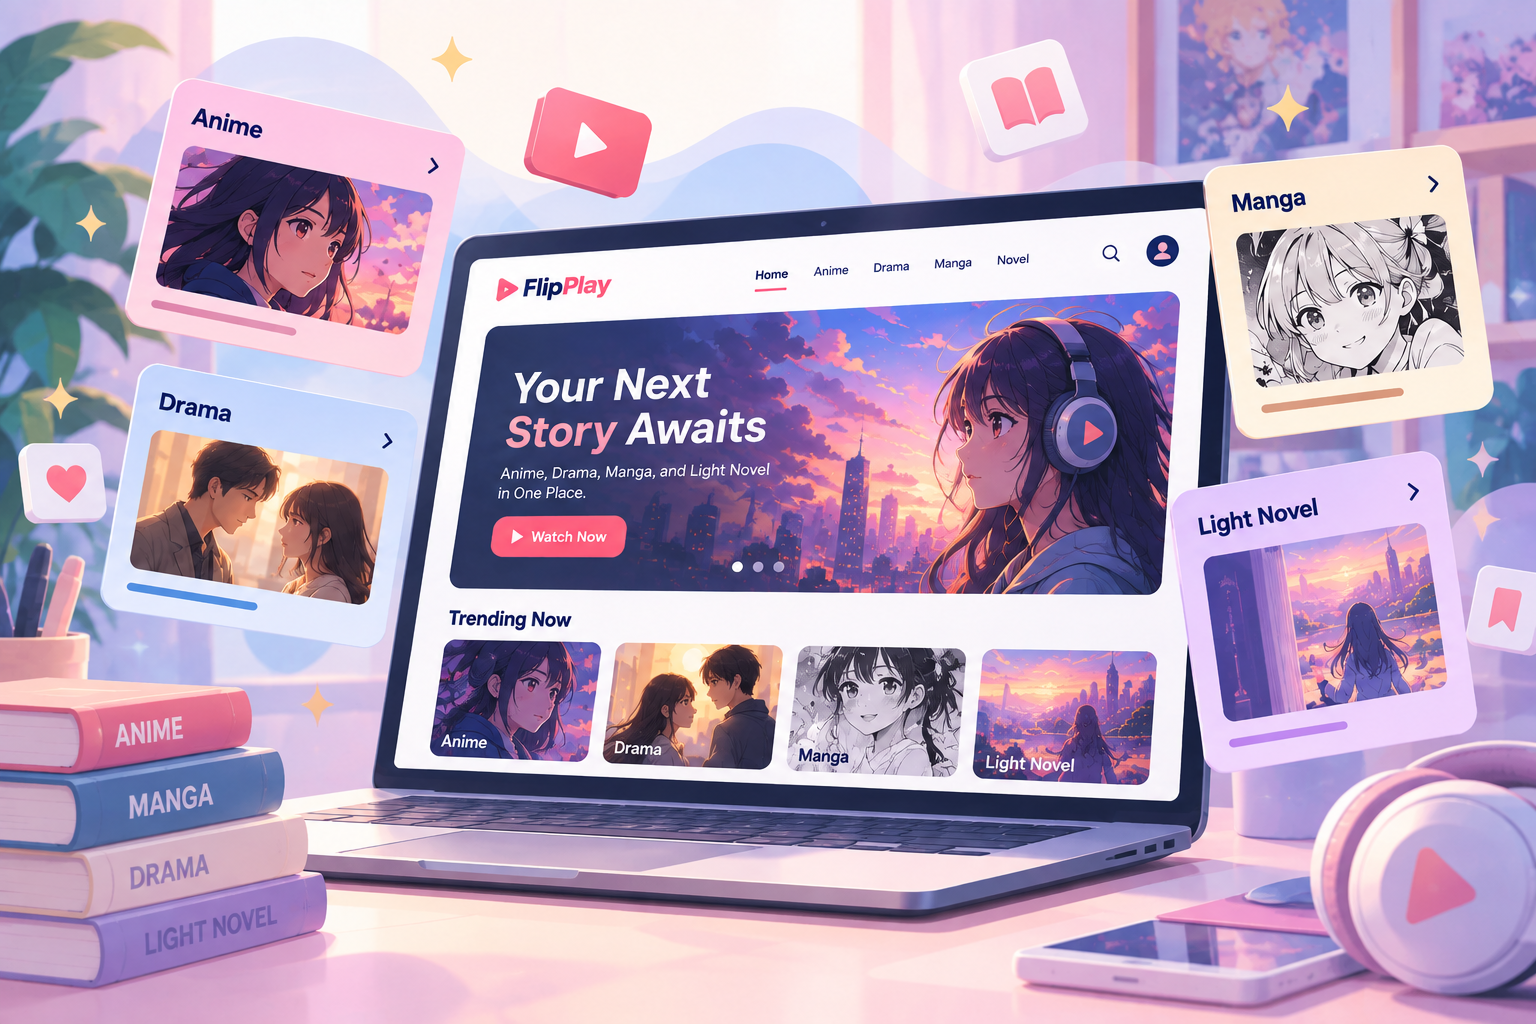 Anime
Drama
FlipPlay
Home
Anime
Drama
Manga
Novel
Your Next
Story Awaits
Anime, Drama, Manga, and Light Novel
in One Place.
Watch Now
Trending Now
Anime
Drama
Manga
Light Novel
Manga
Light Novel
ANIME
MANGA
DRAMA
LIGHT NOVEL